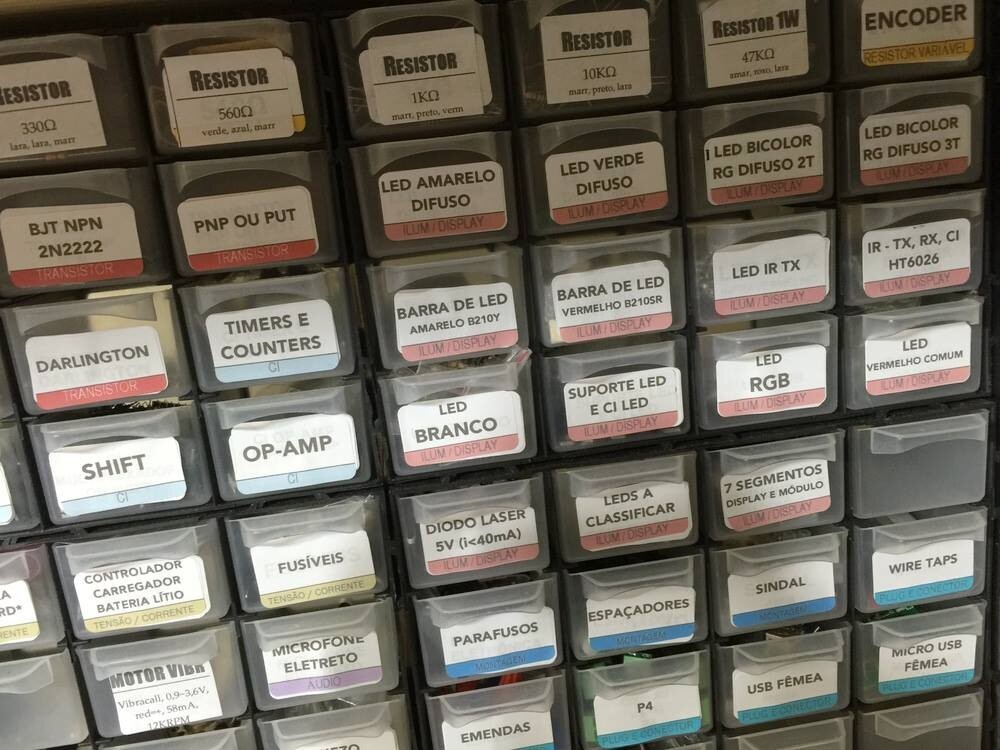 RESISTOR
330Ω
lara, lara, marr
RESISTOR
560Ω
verde, azul, marr
RESISTOR
1KΩ
marr, preto, verm
RESISTOR
10KΩ
marr, preto, lara
RESISTOR 1W
47KΩ
amar, roxo, lara
ENCODER
RESISTOR VARIÁVEL
BJT NPN
2N2222
TRANSISTOR
PNP OU PUT
TRANSISTOR
LED AMARELO
DIFUSO
ILUM / DISPLAY
LED VERDE
DIFUSO
ILUM / DISPLAY
LED BICOLOR
RG DIFUSO 2T
ILUM / DISPLAY
LED BICOLOR
RG DIFUSO 3T
ILUM / DISPLAY
DARLINGTON
TRANSISTOR
TIMERS E
COUNTERS
CI
BARRA DE LED
AMARELO B210Y
ILUM / DISPLAY
BARRA DE LED
VERMELHO B210SR
ILUM / DISPLAY
LED IR TX
ILUM / DISPLAY
IR - TX, RX, CI
HT6026
ILUM / DISPLAY
SHIFT
CI
OP-AMP
CI
LED
BRANCO
ILUM / DISPLAY
SUPORTE LED
E CI LED
ILUM / DISPLAY
LED
RGB
ILUM / DISPLAY
LED
VERMELHO COMUM
ILUM / DISPLAY
RD*
RENTE
CONTROLADOR
CARREGADOR
BATERIA LÍTIO
TENSÃO / CORRENTE
FUSÍVEIS
TENSÃO / CORRENTE
DIODO LASER
5V (i<40mA)
ILUM / DISPLAY
LEDS A
CLASSIFICAR
ILUM / DISPLAY
7 SEGMENTOS
DISPLAY E MÓDULO
ILUM / DISPLAY
MOTOR VIBR
Vibracall, 0,9~3,6V,
red=+, 58mA,
12KRPM
MICROFONE
ELETRETO
ÁUDIO
PARAFUSOS
MONTAGEM
ESPAÇADORES
MONTAGEM
SINDAL
MONTAGEM
WIRE TAPS
PLUG E CONECTOR
EMENDAS
P4
PLUG E CONECTOR
USB FÊMEA
PLUG E CONECTOR
MICRO USB
FÊMEA
PLUG E CONECTOR